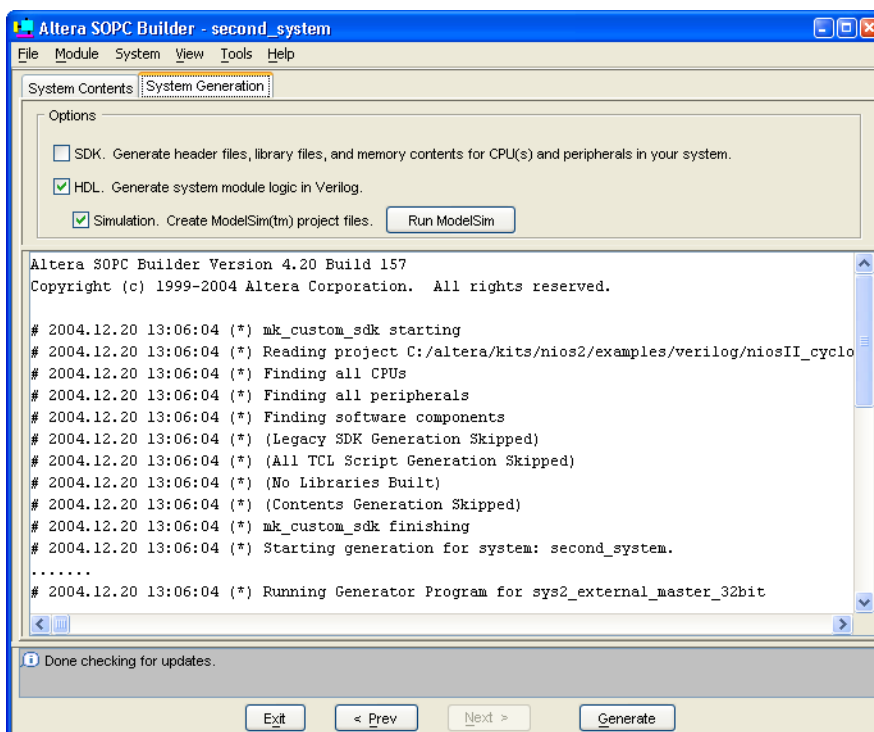 Altera SOPC Builder - second_system
File Module System View Tools Help
System Contents System Generation
Options
SDK. Generate header files, library files, and memory contents for CPU(s) and peripherals in your system.
HDL. Generate system module logic in Verilog.
Simulation. Create ModelSim(tm) project files. Run ModelSim
Altera SOPC Builder Version 4.20 Build 157
Copyright (c) 1999-2004 Altera Corporation. All rights reserved.
# 2004.12.20 13:06:04 (*) mk_custom_sdk starting
# 2004.12.20 13:06:04 (*) Reading project C:/altera/kits/nios2/examples/verilog/niosII_cyclo
# 2004.12.20 13:06:04 (*) Finding all CPUs
# 2004.12.20 13:06:04 (*) Finding all peripherals
# 2004.12.20 13:06:04 (*) Finding software components
# 2004.12.20 13:06:04 (*) (Legacy SDK Generation Skipped)
# 2004.12.20 13:06:04 (*) (All TCL Script Generation Skipped)
# 2004.12.20 13:06:04 (*) (No Libraries Built)
# 2004.12.20 13:06:04 (*) (Contents Generation Skipped)
# 2004.12.20 13:06:04 (*) mk_custom_sdk finishing
# 2004.12.20 13:06:04 (*) Starting generation for system: second_system.
.......
# 2004.12.20 13:06:04 (*) Running Generator Program for sys2_external_master_32bit
Done checking for updates.
Exit < Prev Next > Generate